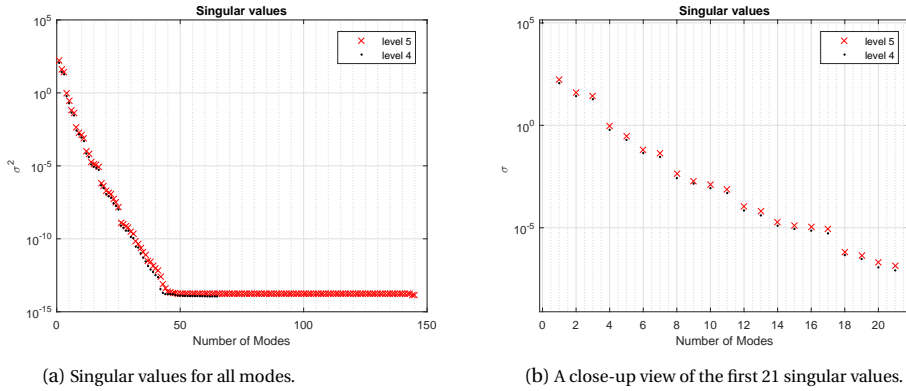 Singular values
10^5
10^0
10^-5
10^-10
10^-15
σ^2
level 5
level 4
0
50
100
150
Number of Modes
(a) Singular values for all modes.
Singular values
10^5
10^0
10^-5
σ
level 5
level 4
0 2 4 6 8 10 12 14 16 18 20
Number of Modes
(b) A close-up view of the first 21 singular values.